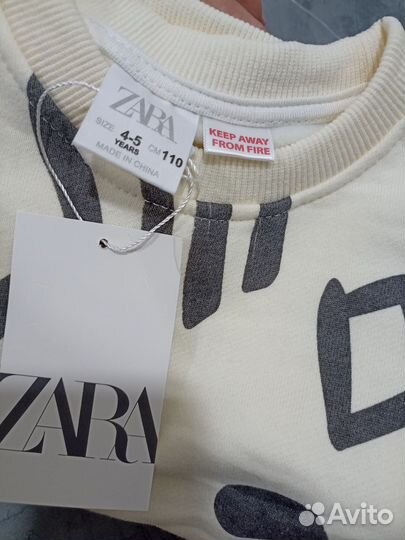 ZARA
SIZE 4-5 YEARS CM 110
MADE IN CHINA
KEEP AWAY
FROM FIRE
ZARA
Avito